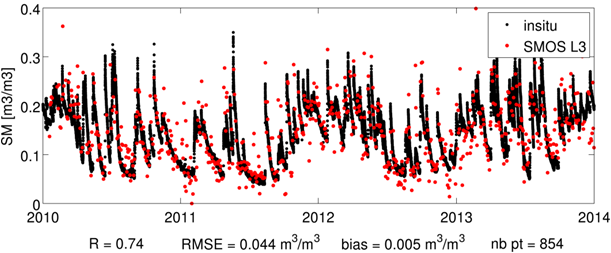 0.4
insitu
SMOS L3
0.3
SM [m3/m3]
0.2
0.1
0
2010 2011 2012 2013 2014
R = 0.74 RMSE = 0.044 m³/m³ bias = 0.005 m³/m³ nb pt = 854